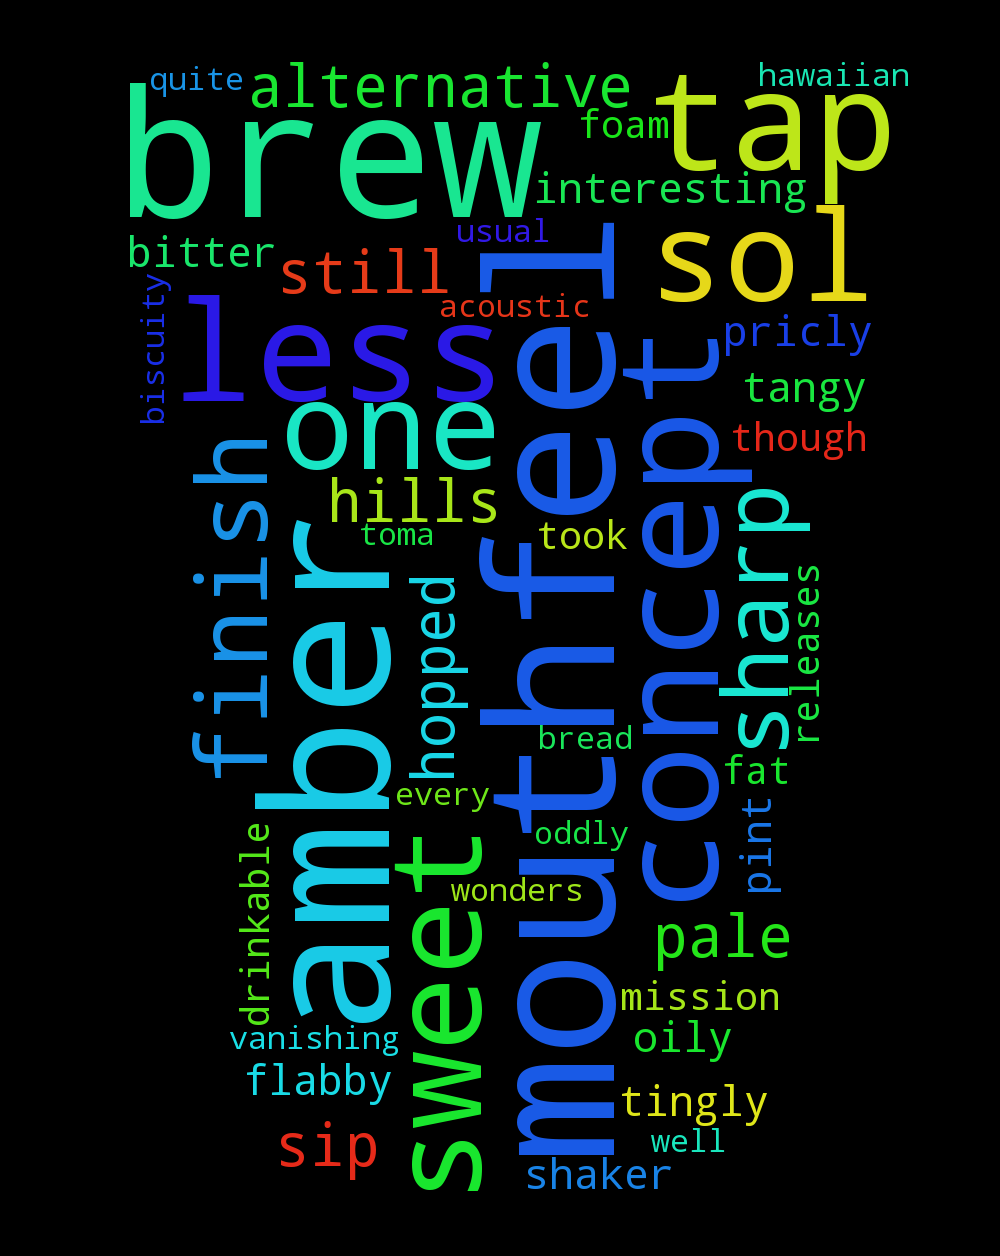 quite
alternative
hawaiian
brew
tap
foam
interesting
usual
bitter
still
sol
biscuity
acoustic
less
pricly
mouthfeel
concept
tangy
one
though
finish
hills
sharp
toma
took
amber
hopped
releases
bread
fat
every
pint
oddly
drinkable
sweet
wonders
pale
mission
vanishing
oily
flabby
tingly
sip
well
shaker